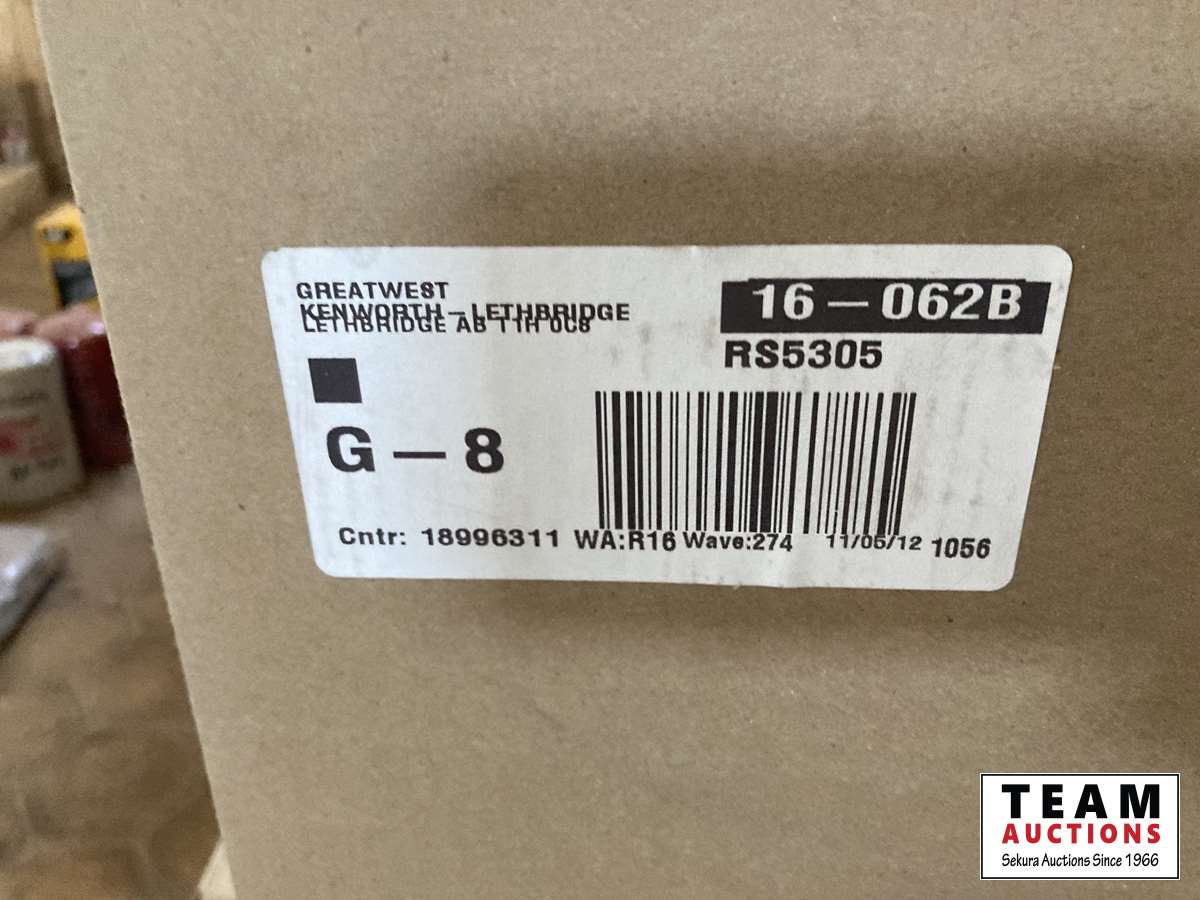 GREATWEST
KENWORTH - LETHBRIDGE
LETHBRIDGE AB T1H 0C8
16 - 062B
RS5305
G - 8
Cntr: 18996311 WA:R16 Wave:274 11/05/12 1056
TEAM
AUCTIONS
Sekura Auctions Since 1966